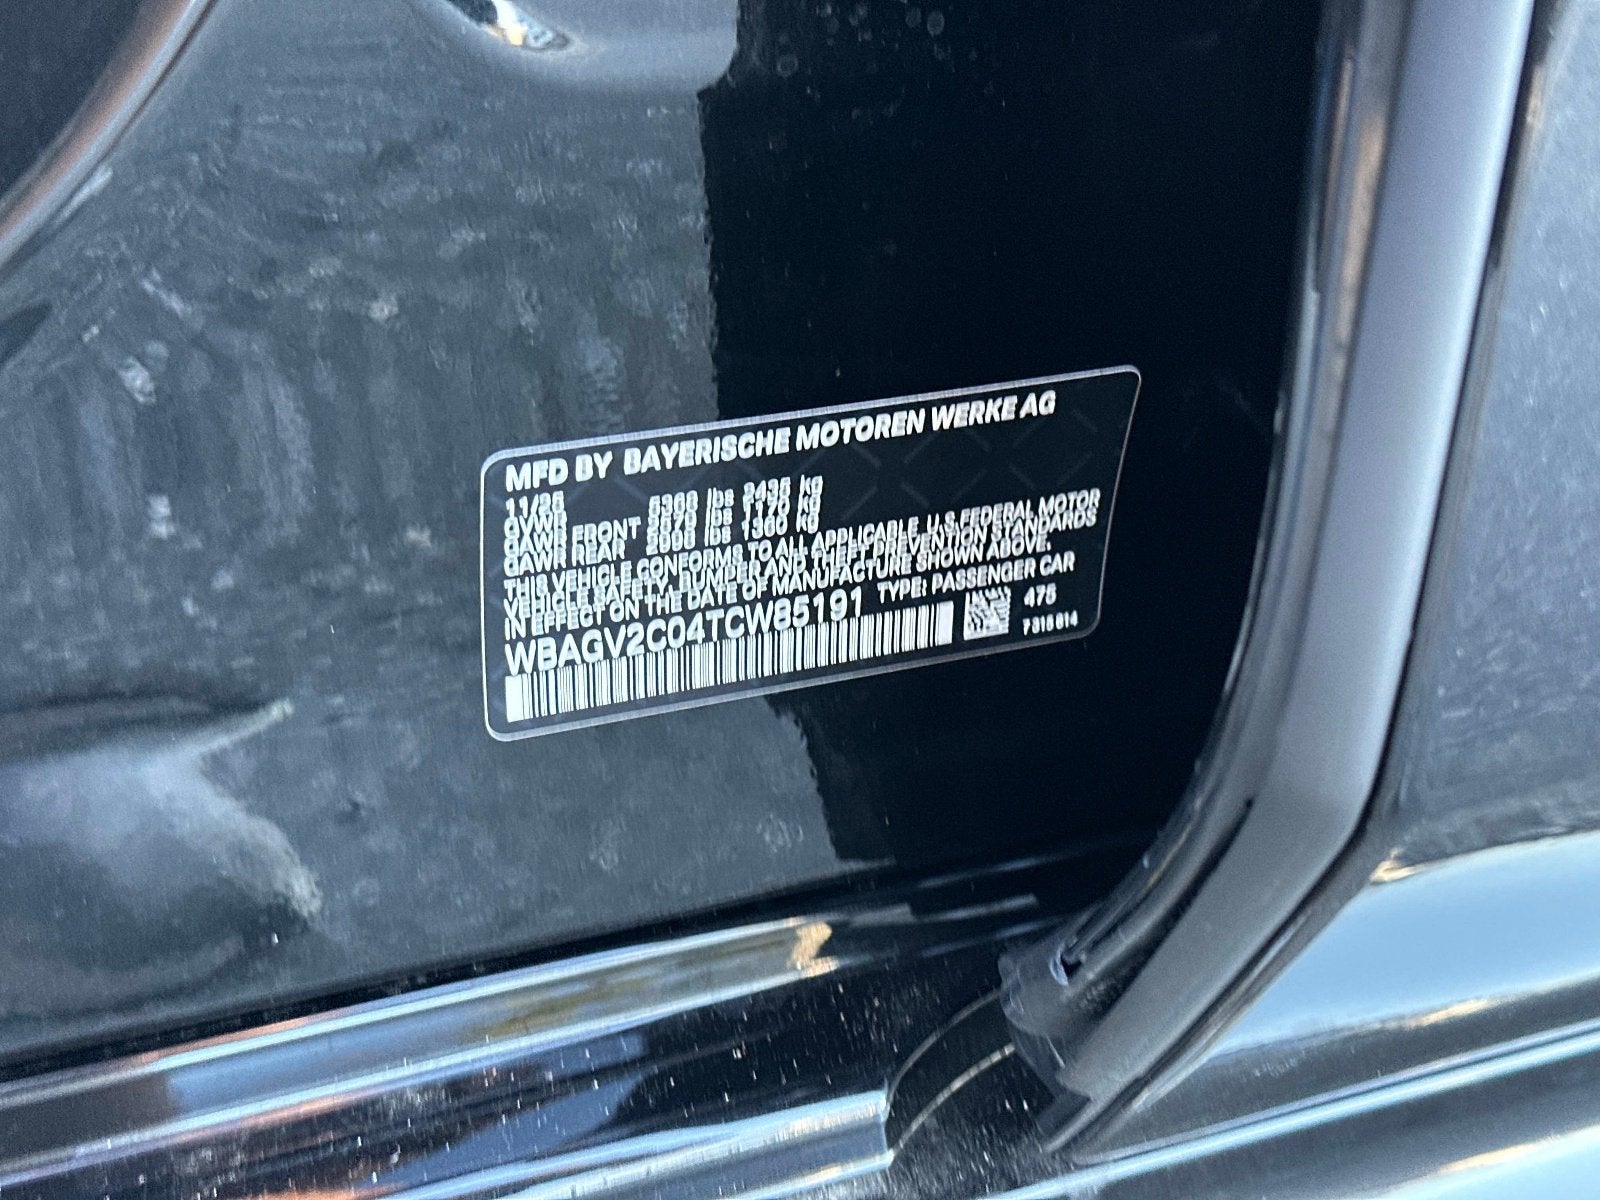 MFD BY BAYERISCHE MOTOREN WERKE AG
11/25
GVWR 5368 lbs 2435 kg
GAWR FRONT lbs 1170 kg
GAWR REAR 2998 lbs 1360 kg
THIS VEHICLE CONFORMS TO ALL APPLICABLE U.S.FEDERAL MOTOR
VEHICLE SAFETY, BUMPER AND THEFT PREVENTION STANDARDS
IN EFFECT ON THE DATE OF MANUFACTURE SHOWN ABOVE.
WBAGV2C04TCW85191 TYPE: PASSENGER CAR
475